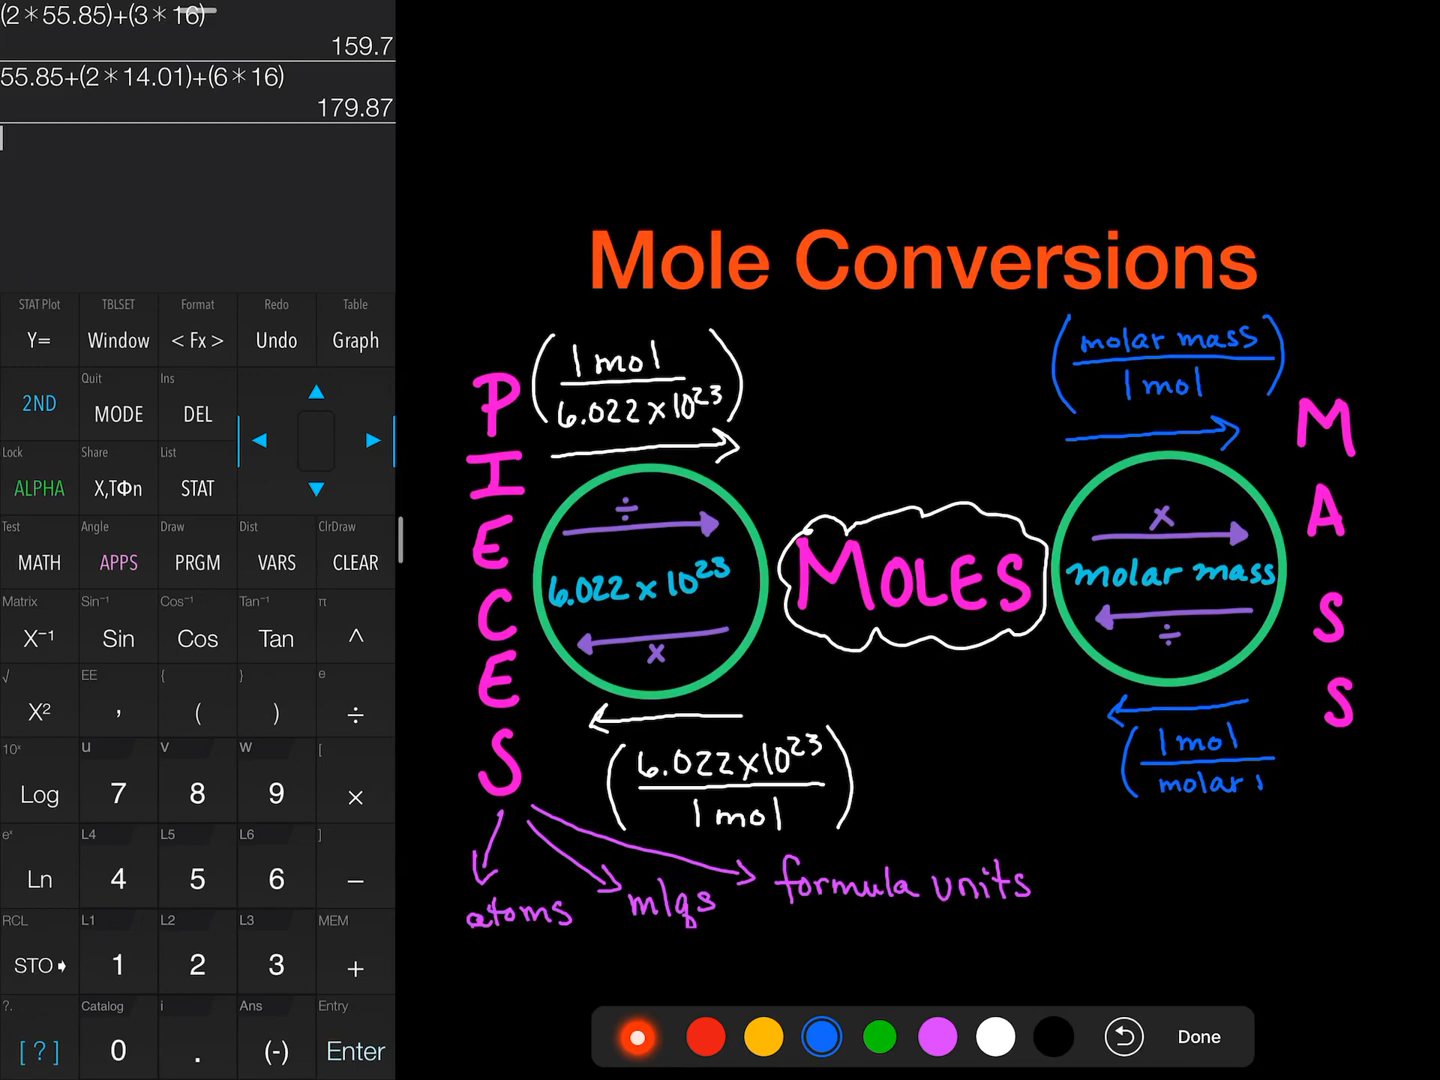 (2*55.85)+(3*16)
159.7
55.85+(2*14.01)+(6*16)
179.87
STAT Plot TBLSET Format Redo Table
Y= Window < Fx > Undo Graph
Quit Ins
2ND MODE DEL
Lock Share List
ALPHA X,TΦn STAT
Test Angle Draw Dist ClrDraw
MATH APPS PRGM VARS CLEAR
Matrix Sin⁻¹ Cos⁻¹ Tan⁻¹ π
X⁻¹ Sin Cos Tan ^
√ EE { } e
X² , ( ) ÷
10ˣ u v w [
Log 7 8 9 ×
eˣ L4 L5 L6 ]
Ln 4 5 6 −
RCL L1 L2 L3 MEM
STO➧ 1 2 3 +
?. Catalog i Ans Entry
[ ? ] 0 . (-) Enter
Mole Conversions
(1 mol / 6.022 x 10²³)
(molar mass / 1 mol)
PIECES
÷
6.022 x 10²³
x
MOLES
x
molar mass
÷
MASS
(6.022 x 10²³ / 1 mol)
(1 mol / molar
atoms
mlqs
formula units
Done